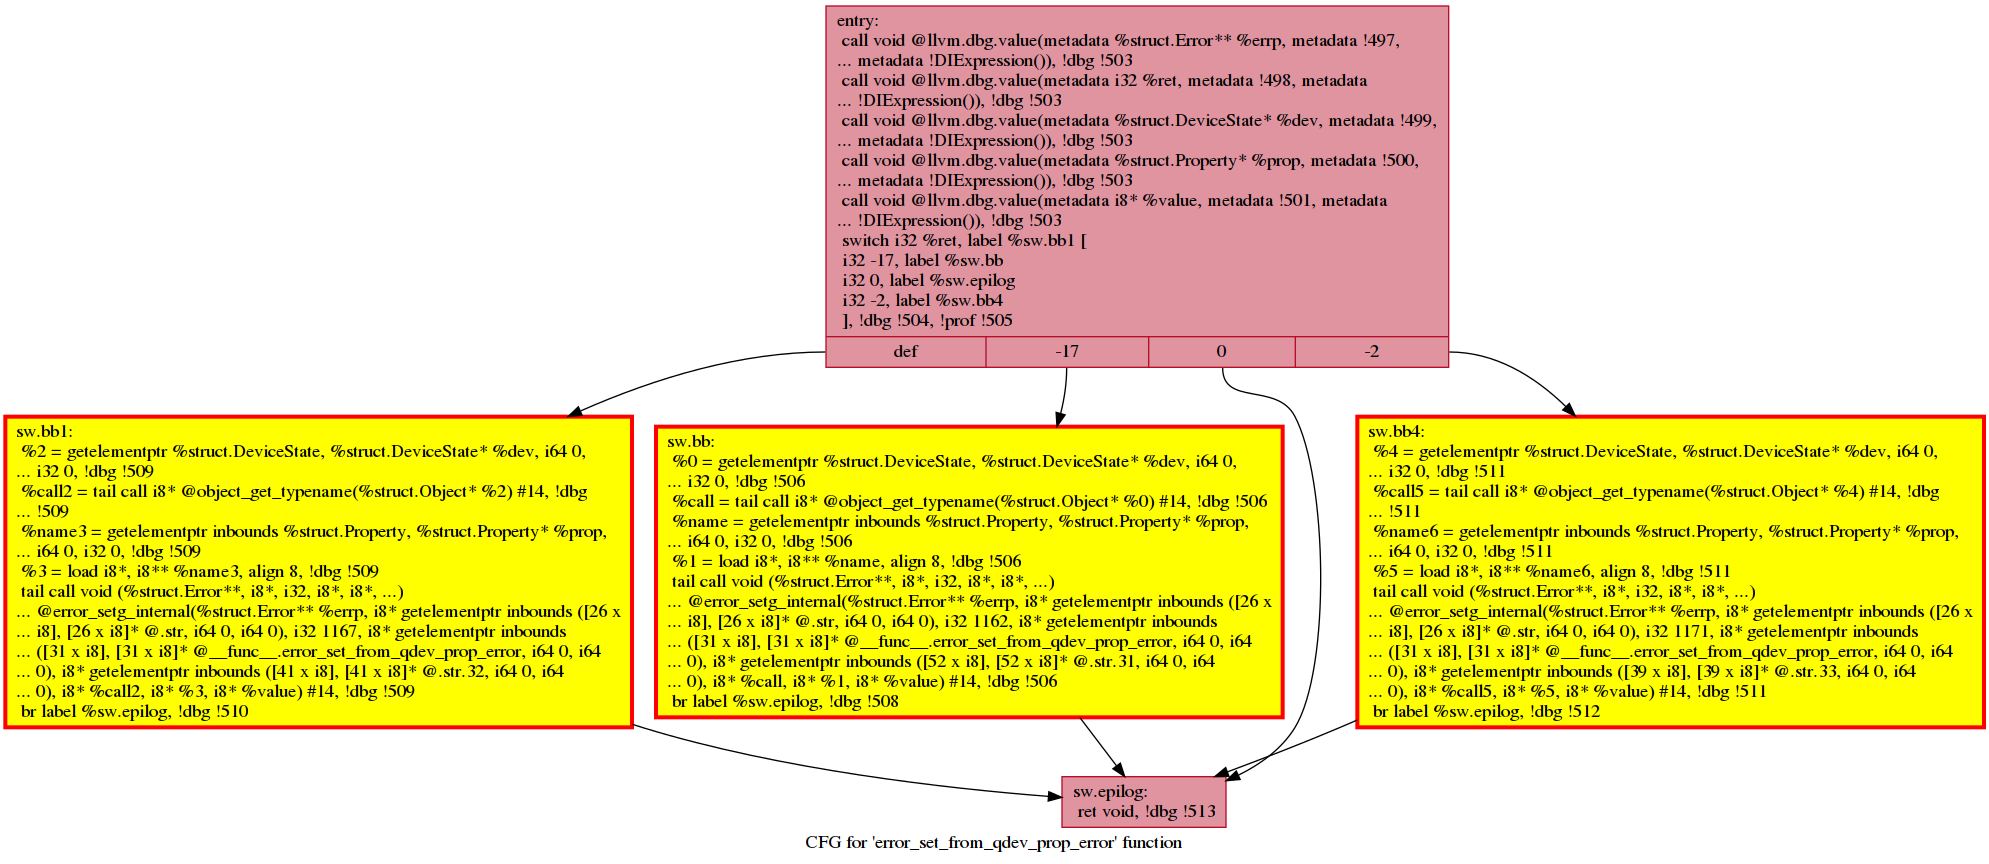 entry:
call void @llvm.dbg.value(metadata %struct.Error** %errp, metadata !497,
... metadata !DIExpression()), !dbg !503
call void @llvm.dbg.value(metadata i32 %ret, metadata !498, metadata
... !DIExpression()), !dbg !503
call void @llvm.dbg.value(metadata %struct.DeviceState* %dev, metadata !499,
... metadata !DIExpression()), !dbg !503
call void @llvm.dbg.value(metadata %struct.Property* %prop, metadata !500,
... metadata !DIExpression()), !dbg !503
call void @llvm.dbg.value(metadata i8* %value, metadata !501, metadata
... !DIExpression()), !dbg !503
switch i32 %ret, label %sw.bb1 [
i32 -17, label %sw.bb
i32 0, label %sw.epilog
i32 -2, label %sw.bb4
], !dbg !504, !prof !505
def
-17
0
-2
sw.bb1:
%2 = getelementptr %struct.DeviceState, %struct.DeviceState* %dev, i64 0,
... i32 0, !dbg !509
%call2 = tail call i8* @object_get_typename(%struct.Object* %2) #14, !dbg
... !509
%name3 = getelementptr inbounds %struct.Property, %struct.Property* %prop,
... i64 0, i32 0, !dbg !509
%3 = load i8*, i8** %name3, align 8, !dbg !509
tail call void (%struct.Error**, i8*, i32, i8*, i8*, ...)
... @error_setg_internal(%struct.Error** %errp, i8* getelementptr inbounds ([26 x
... i8], [26 x i8]* @.str, i64 0, i64 0), i32 1167, i8* getelementptr inbounds
... ([31 x i8], [31 x i8]* @__func__.error_set_from_qdev_prop_error, i64 0, i64
... 0), i8* getelementptr inbounds ([41 x i8], [41 x i8]* @.str.32, i64 0, i64
... 0), i8* %call2, i8* %3, i8* %value) #14, !dbg !509
br label %sw.epilog, !dbg !510
sw.bb:
%0 = getelementptr %struct.DeviceState, %struct.DeviceState* %dev, i64 0,
... i32 0, !dbg !506
%call = tail call i8* @object_get_typename(%struct.Object* %0) #14, !dbg !506
%name = getelementptr inbounds %struct.Property, %struct.Property* %prop,
... i64 0, i32 0, !dbg !506
%1 = load i8*, i8** %name, align 8, !dbg !506
tail call void (%struct.Error**, i8*, i32, i8*, i8*, ...)
... @error_setg_internal(%struct.Error** %errp, i8* getelementptr inbounds ([26 x
... i8], [26 x i8]* @.str, i64 0, i64 0), i32 1162, i8* getelementptr inbounds
... ([31 x i8], [31 x i8]* @__func__.error_set_from_qdev_prop_error, i64 0, i64
... 0), i8* getelementptr inbounds ([52 x i8], [52 x i8]* @.str.31, i64 0, i64
... 0), i8* %call, i8* %1, i8* %value) #14, !dbg !506
br label %sw.epilog, !dbg !508
sw.bb4:
%4 = getelementptr %struct.DeviceState, %struct.DeviceState* %dev, i64 0,
... i32 0, !dbg !511
%call5 = tail call i8* @object_get_typename(%struct.Object* %4) #14, !dbg
... !511
%name6 = getelementptr inbounds %struct.Property, %struct.Property* %prop,
... i64 0, i32 0, !dbg !511
%5 = load i8*, i8** %name6, align 8, !dbg !511
tail call void (%struct.Error**, i8*, i32, i8*, i8*, ...)
... @error_setg_internal(%struct.Error** %errp, i8* getelementptr inbounds ([26 x
... i8], [26 x i8]* @.str, i64 0, i64 0), i32 1171, i8* getelementptr inbounds
... ([31 x i8], [31 x i8]* @__func__.error_set_from_qdev_prop_error, i64 0, i64
... 0), i8* getelementptr inbounds ([39 x i8], [39 x i8]* @.str.33, i64 0, i64
... 0), i8* %call5, i8* %5, i8* %value) #14, !dbg !511
br label %sw.epilog, !dbg !512
sw.epilog:
ret void, !dbg !513
CFG for 'error_set_from_qdev_prop_error' function